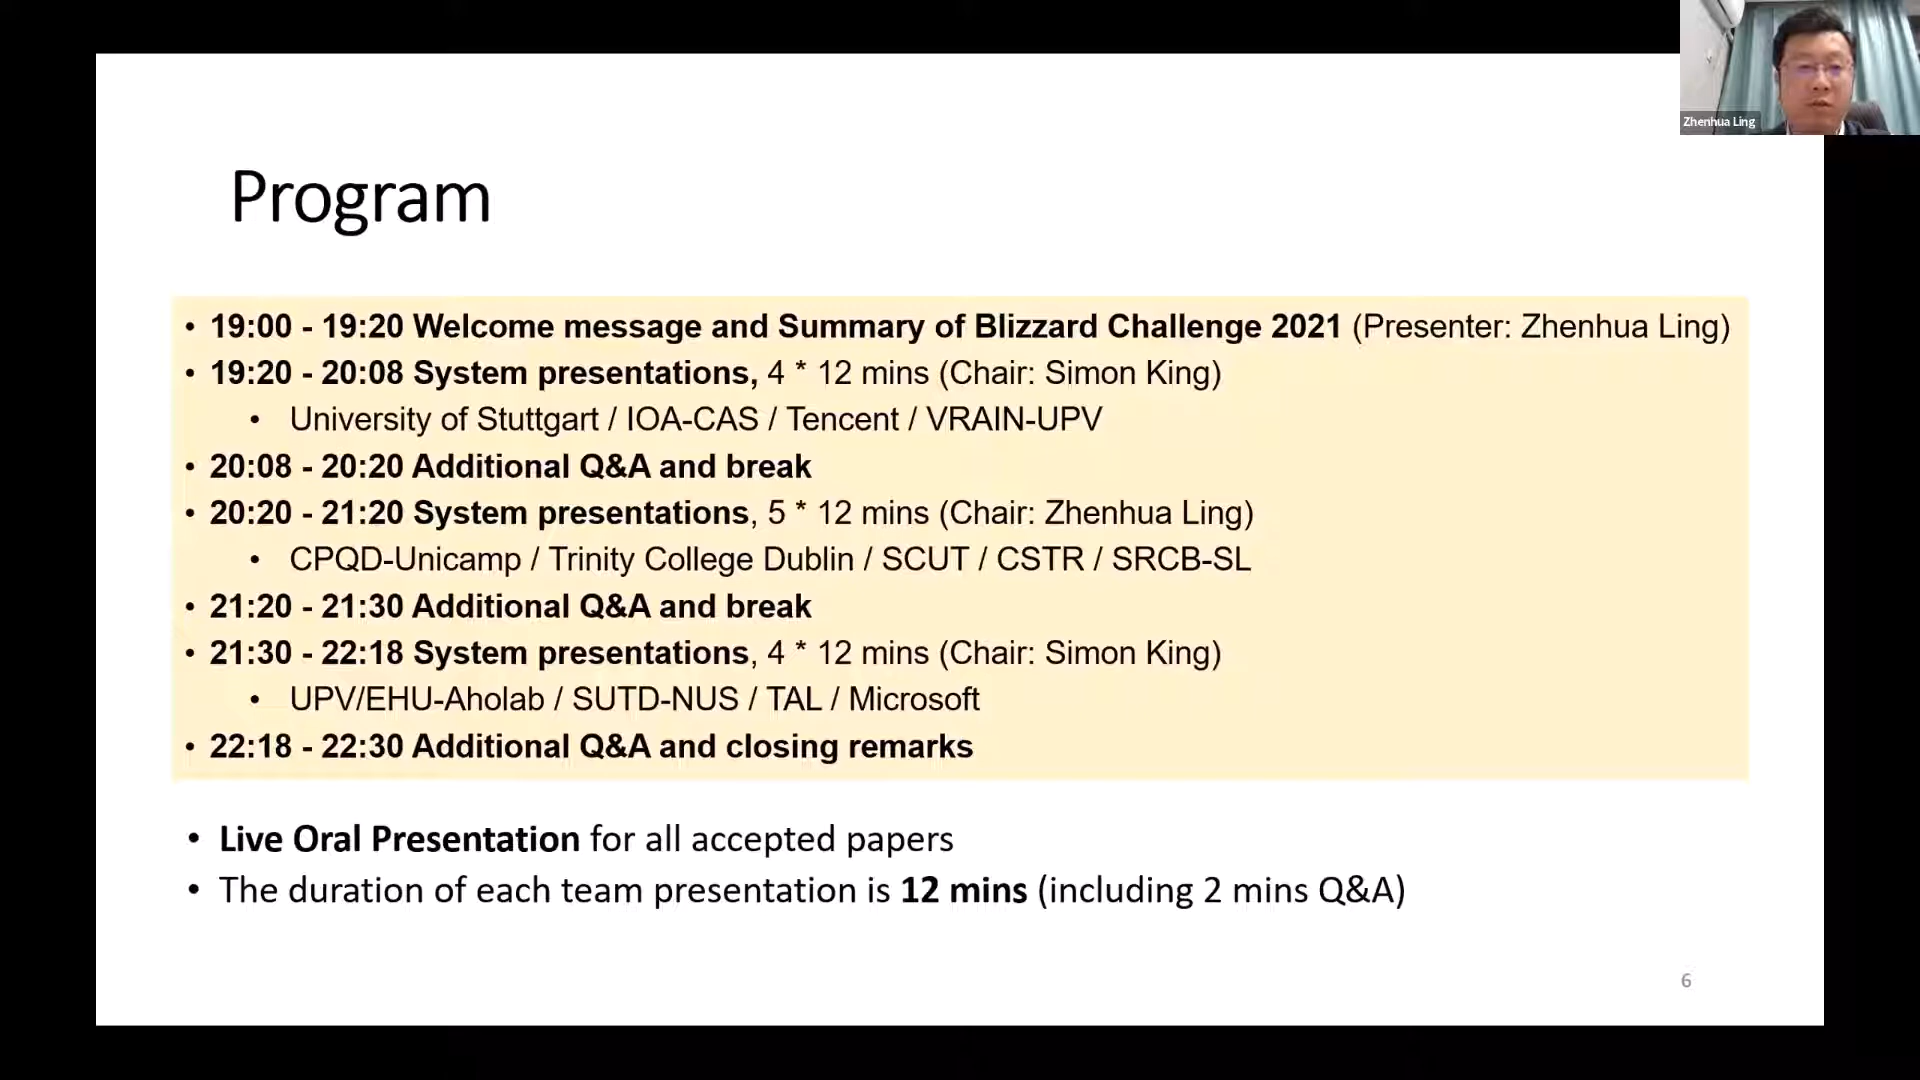 Zhenhua Ling
Program
• 19:00 - 19:20 Welcome message and Summary of Blizzard Challenge 2021 (Presenter: Zhenhua Ling)
• 19:20 - 20:08 System presentations, 4 * 12 mins (Chair: Simon King)
• University of Stuttgart / IOA-CAS / Tencent / VRAIN-UPV
• 20:08 - 20:20 Additional Q&A and break
• 20:20 - 21:20 System presentations, 5 * 12 mins (Chair: Zhenhua Ling)
• CPQD-Unicamp / Trinity College Dublin / SCUT / CSTR / SRCB-SL
• 21:20 - 21:30 Additional Q&A and break
• 21:30 - 22:18 System presentations, 4 * 12 mins (Chair: Simon King)
• UPV/EHU-Aholab / SUTD-NUS / TAL / Microsoft
• 22:18 - 22:30 Additional Q&A and closing remarks
• Live Oral Presentation for all accepted papers
• The duration of each team presentation is 12 mins (including 2 mins Q&A)
6